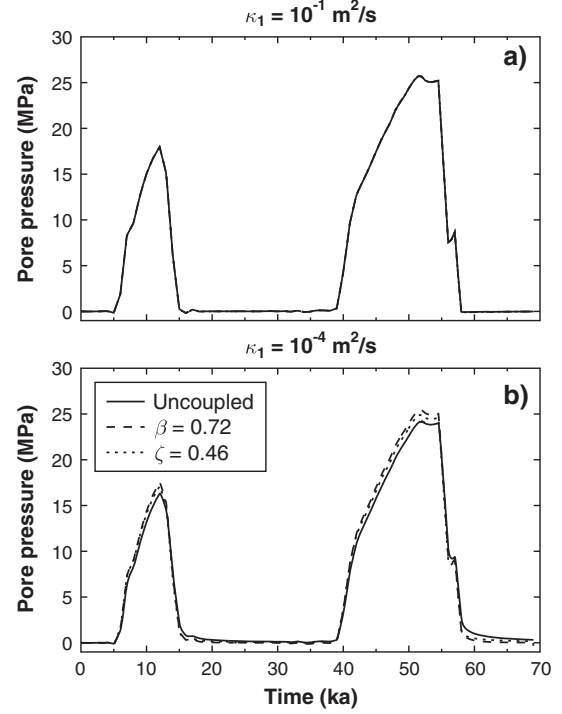 κ₁ = 10⁻¹ m²/s
a)
Pore pressure (MPa)
30
25
20
15
10
5
0
κ₁ = 10⁻⁴ m²/s
b)
Uncoupled
β = 0.72
ζ = 0.46
Pore pressure (MPa)
30
25
20
15
10
5
0
0 10 20 30 40 50 60 70
Time (ka)